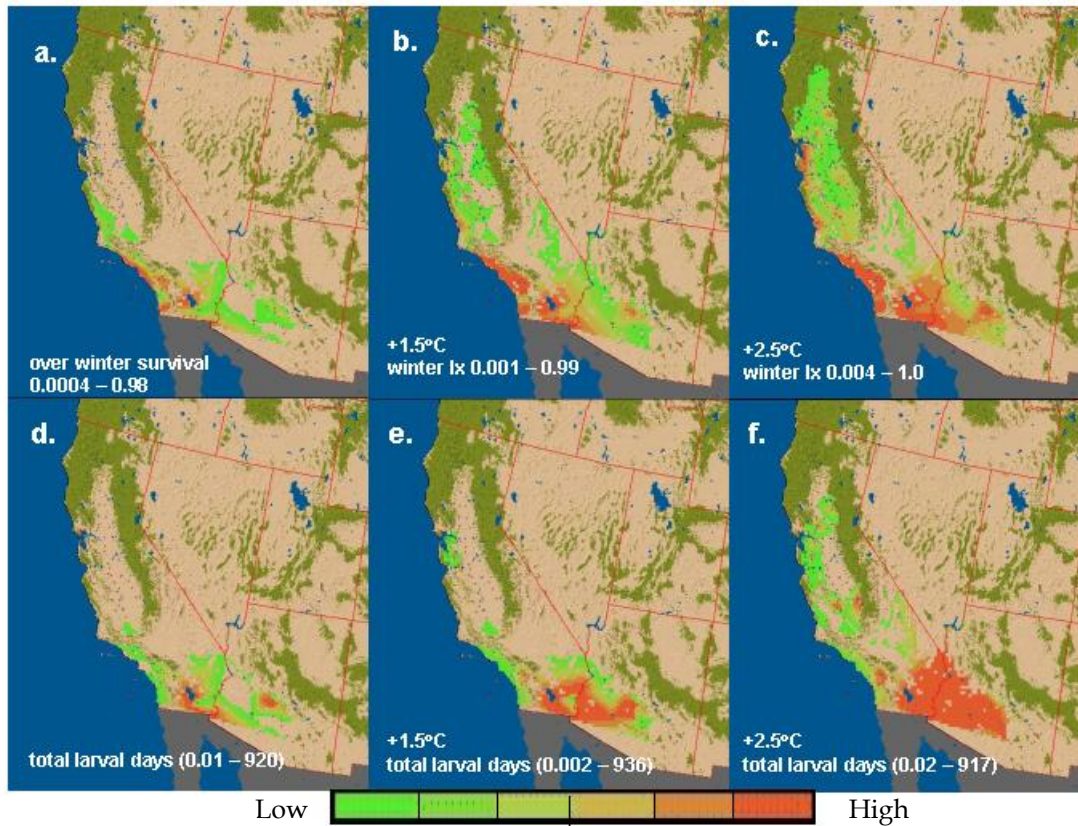 a.
b.
c.
over winter survival
0.0004 – 0.98
+1.5°C
winter lx 0.001 – 0.99
+2.5°C
winter lx 0.004 – 1.0
d.
e.
f.
total larval days (0.01 – 920)
+1.5°C
total larval days (0.002 – 936)
+2.5°C
total larval days (0.02 – 917)
Low
High